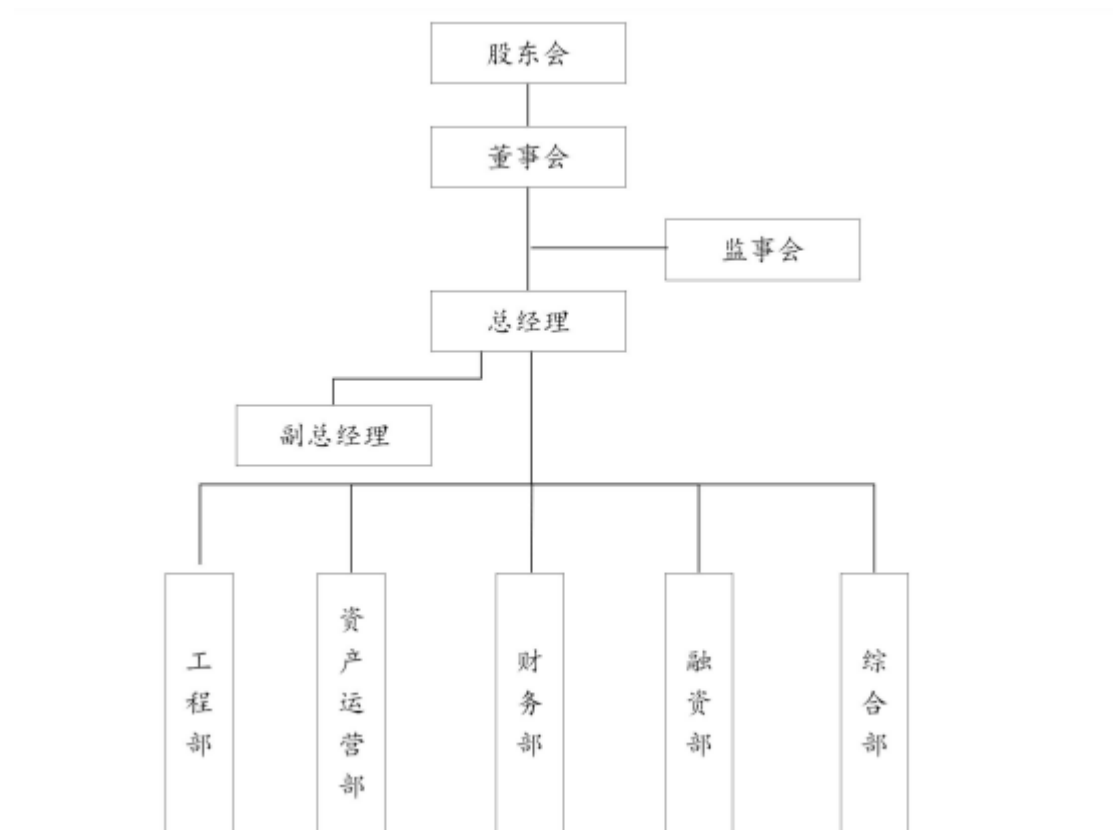 股东会
董事会
监事会
总经理
副总经理
工程部
资产运营部
财务部
融资部
综合部